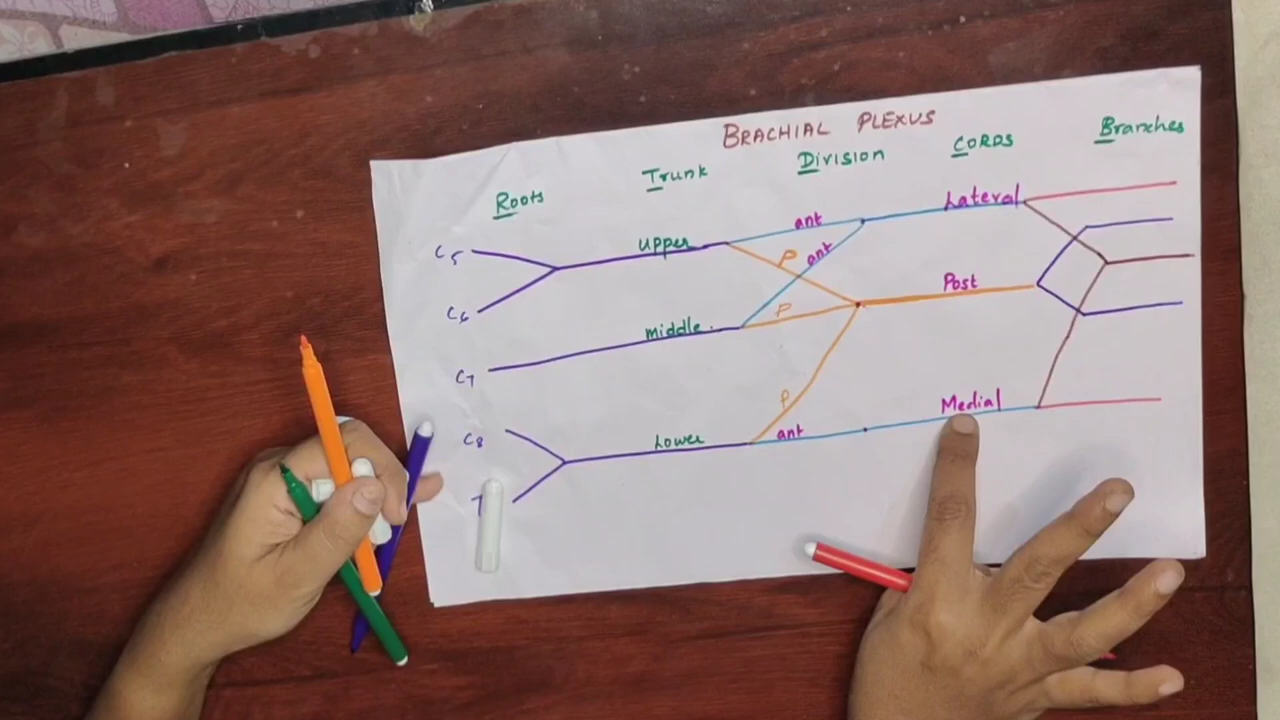 BRACHIAL PLEXUS
Roots Trunk Division CORDS Branches
C5 upper ant Lateral
P ant
C6 Post
C7 middle P
P Medial
C8 Lower ant